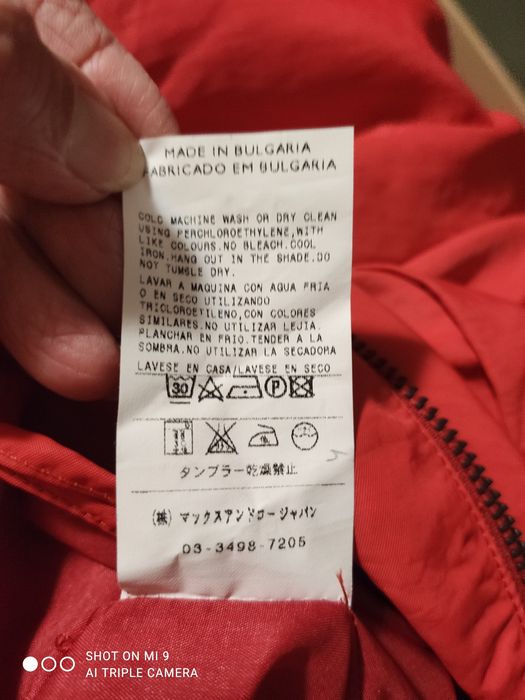 MADE IN BULGARIA
FABRICADO EM BULGARIA
COLD MACHINE WASH OR DRY CLEAN
USING PERCHLOROETHYLENE,WITH
LIKE COLOURS.NO BLEACH.COOL
IRON.HANG OUT IN THE SHADE.DO
NOT TUMBLE DRY.
LAVAR A MAQUINA CON AGUA FRIA
O EN SECO UTILIZANDO
TRICLOROETILENO,CON COLORES
SIMILARES.NO UTILIZAR LEJIA.
PLANCHAR EN FRIO.TENDER A LA
SOMBRA.NO UTILIZAR LA SECADORA
LAVESE EN CASA/LAVESE EN SECO
30 P
タンブラー乾燥禁止
(株) マックスアンドロージャパン
03-3498-7205
SHOT ON MI 9
AI TRIPLE CAMERA